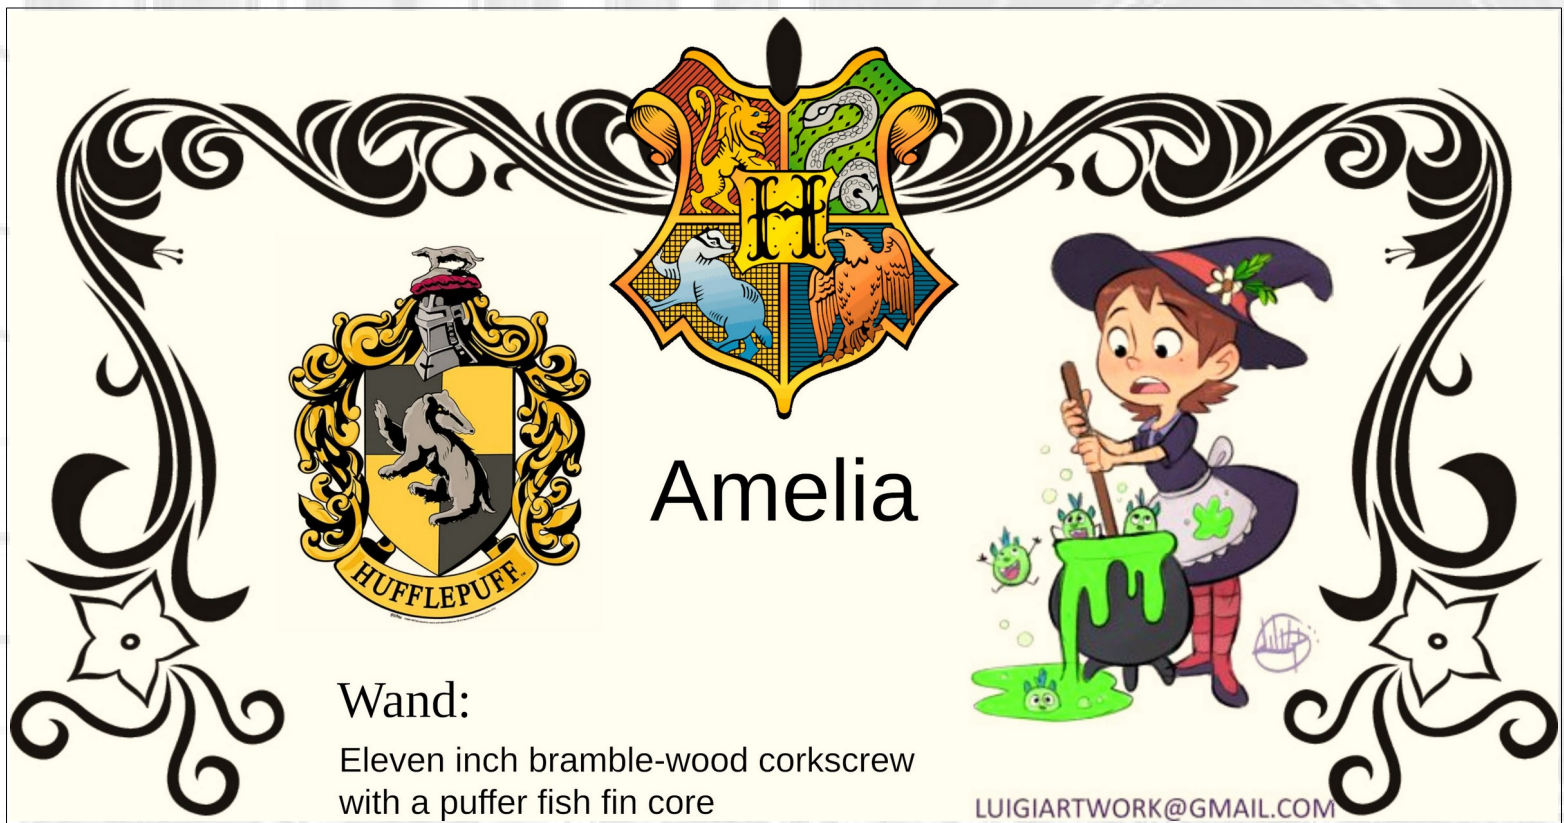 H
HUFFLEPUFF
Amelia
Wand:
Eleven inch bramble-wood corkscrew
with a puffer fish fin core
LUIGIARTWORK@GMAIL.COM